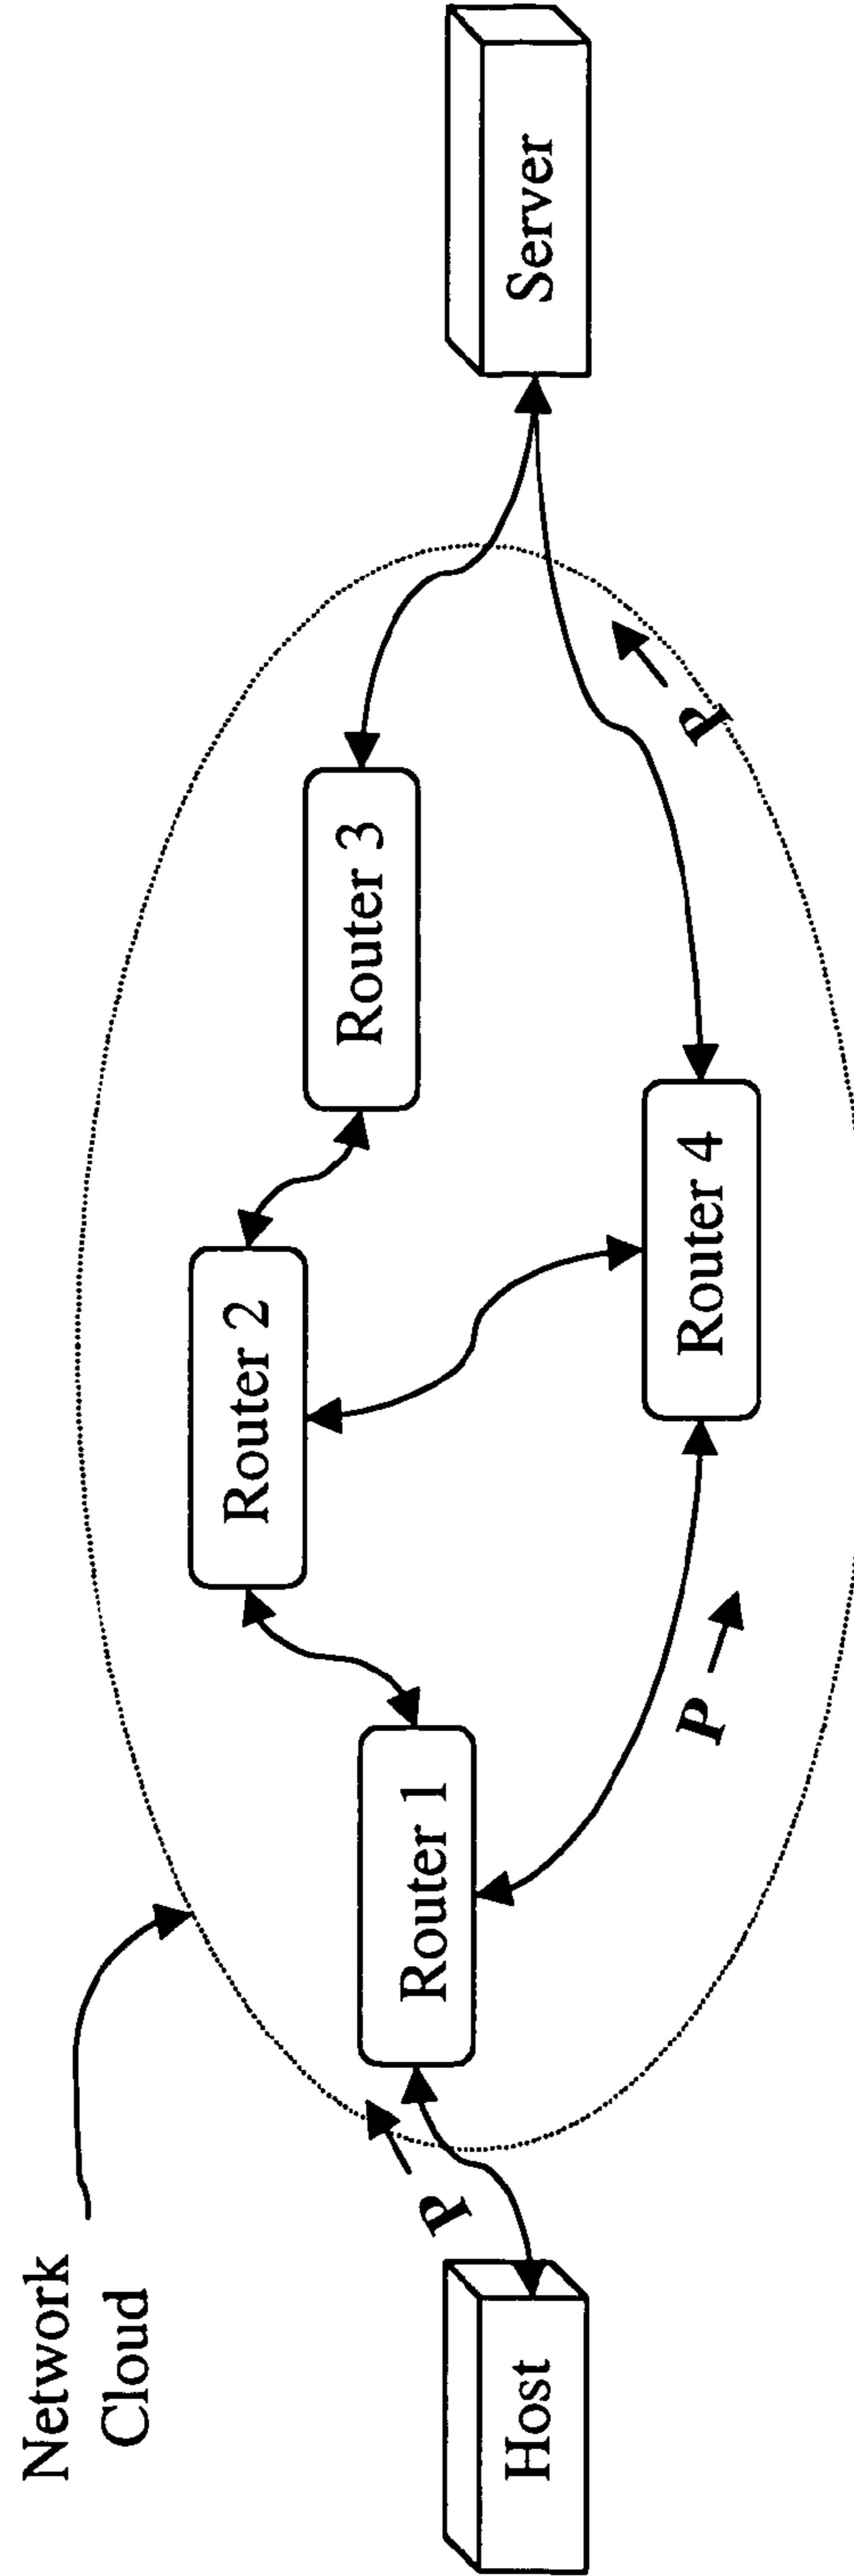 Network
Cloud
Host
P
Router 1
Router 2
P
Router 4
Router 3
P
Server